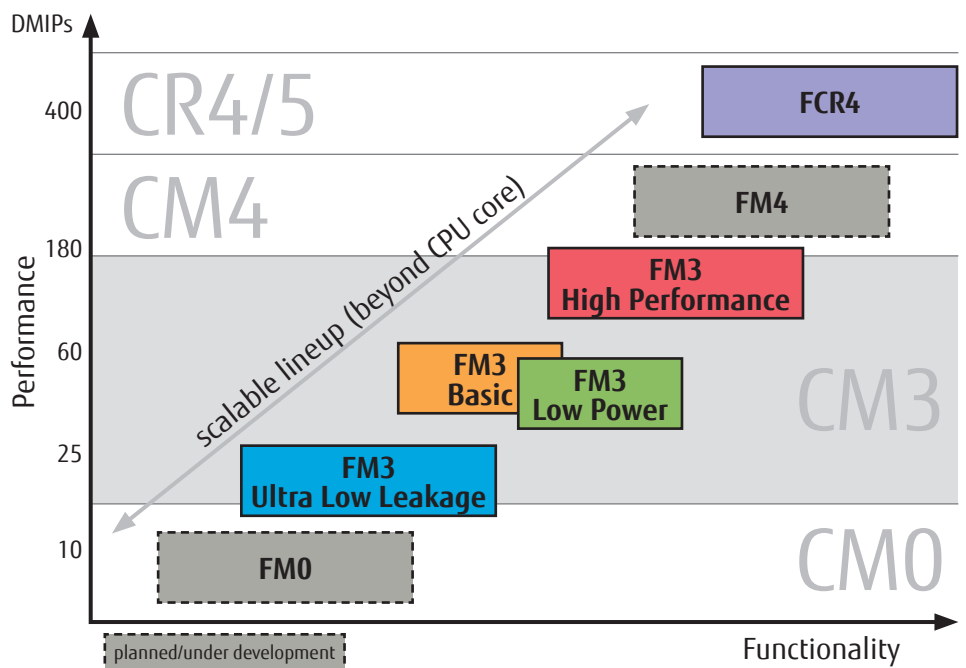 DMIPs
CR4/5
FCR4
400
CM4
FM4
180
FM3
High Performance
Performance
scalable lineup (beyond CPU core)
60
FM3
Basic
FM3
Low Power
CM3
25
FM3
Ultra Low Leakage
10
FM0
CM0
planned/under development
Functionality